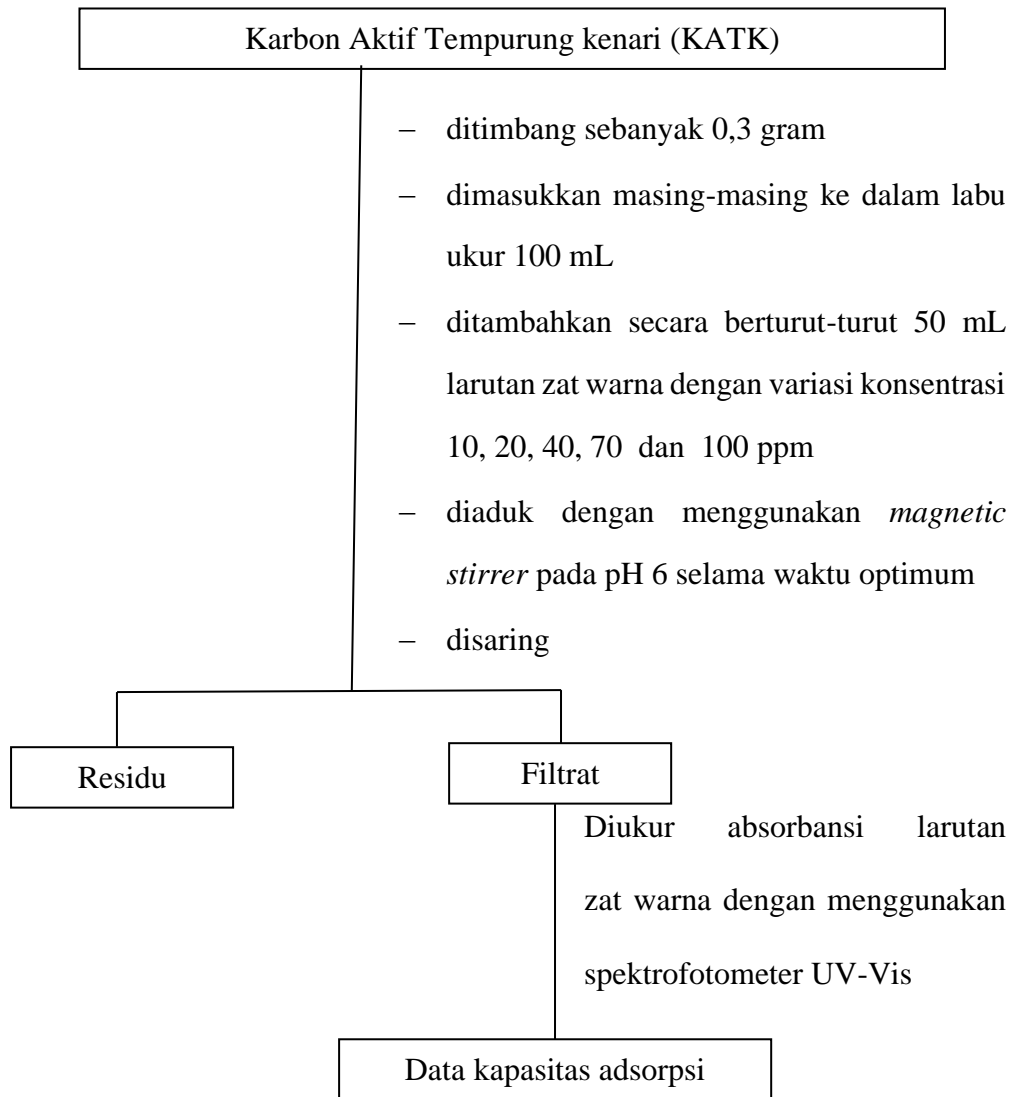 Karbon Aktif Tempurung kenari (KATK)
– ditimbang sebanyak 0,3 gram
– dimasukkan masing-masing ke dalam labu
ukur 100 mL
– ditambahkan secara berturut-turut 50 mL
larutan zat warna dengan variasi konsentrasi
10, 20, 40, 70 dan 100 ppm
– diaduk dengan menggunakan magnetic
stirrer pada pH 6 selama waktu optimum
– disaring
Residu
Filtrat
Diukur absorbansi larutan
zat warna dengan menggunakan
spektrofotometer UV-Vis
Data kapasitas adsorpsi